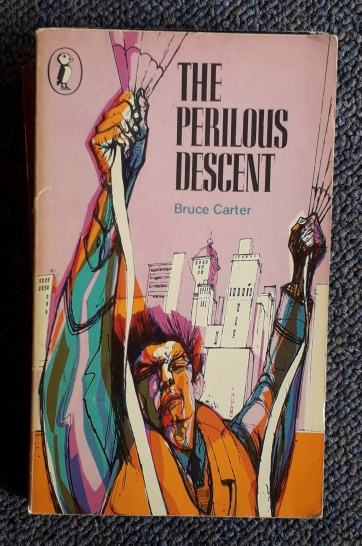 THE
PERILOUS
DESCENT
Bruce Carter